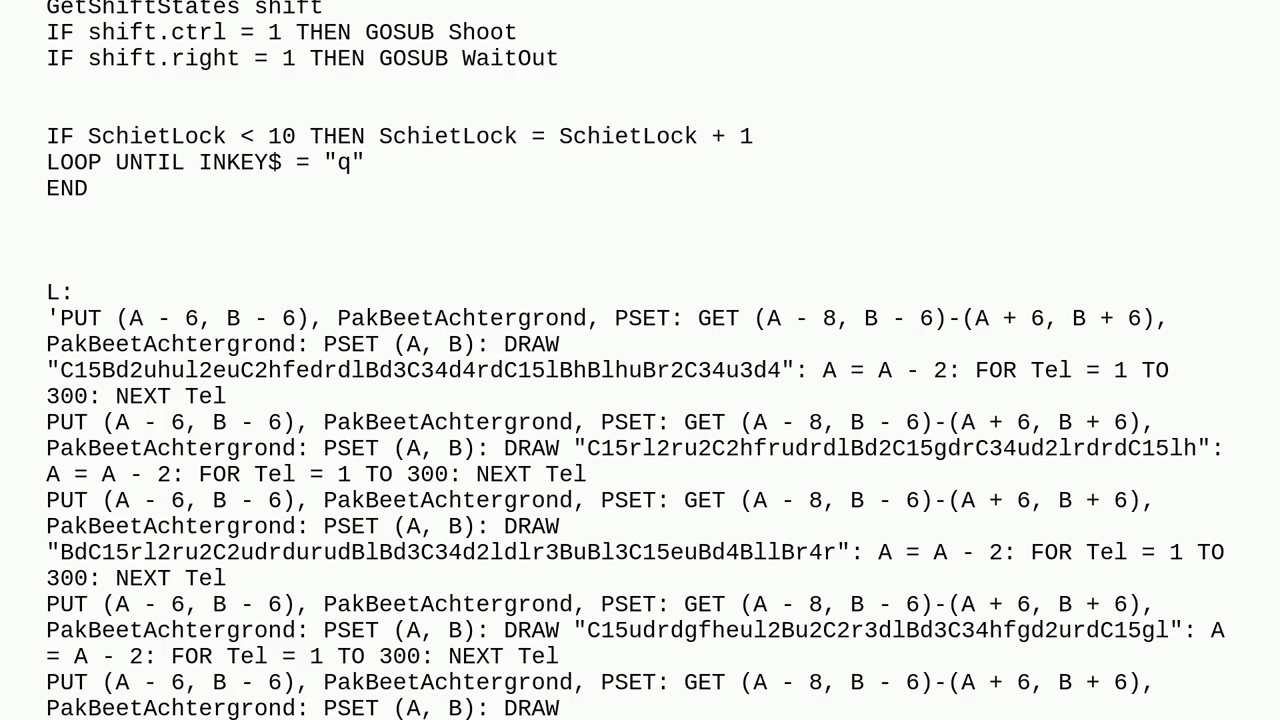 GetShiftStates shift
IF shift.ctrl = 1 THEN GOSUB Shoot
IF shift.right = 1 THEN GOSUB WaitOut
IF SchietLock < 10 THEN SchietLock = SchietLock + 1
LOOP UNTIL INKEY$ = "q"
END
L:
'PUT (A - 6, B - 6), PakBeetAchtergrond, PSET: GET (A - 8, B - 6)-(A + 6, B + 6),
PakBeetAchtergrond: PSET (A, B): DRAW
"C15Bd2uhul2euC2hfedrdlBd3C34d4rdC15lBhBlhuBr2C34u3d4": A = A - 2: FOR Tel = 1 TO
300: NEXT Tel
PUT (A - 6, B - 6), PakBeetAchtergrond, PSET: GET (A - 8, B - 6)-(A + 6, B + 6),
PakBeetAchtergrond: PSET (A, B): DRAW "C15rl2ru2C2hfrudrdlBd2C15gdrC34ud2lrdrdC15lh":
A = A - 2: FOR Tel = 1 TO 300: NEXT Tel
PUT (A - 6, B - 6), PakBeetAchtergrond, PSET: GET (A - 8, B - 6)-(A + 6, B + 6),
PakBeetAchtergrond: PSET (A, B): DRAW
"BdC15rl2ru2C2udrdurudBlBd3C34d2ldlr3BuBl3C15euBd4BllBr4r": A = A - 2: FOR Tel = 1 TO
300: NEXT Tel
PUT (A - 6, B - 6), PakBeetAchtergrond, PSET: GET (A - 8, B - 6)-(A + 6, B + 6),
PakBeetAchtergrond: PSET (A, B): DRAW "C15udrdgfheul2Bu2C2r3dlBd3C34hfgd2urdC15gl": A
= A - 2: FOR Tel = 1 TO 300: NEXT Tel
PUT (A - 6, B - 6), PakBeetAchtergrond, PSET: GET (A - 8, B - 6)-(A + 6, B + 6),
PakBeetAchtergrond: PSET (A, B): DRAW